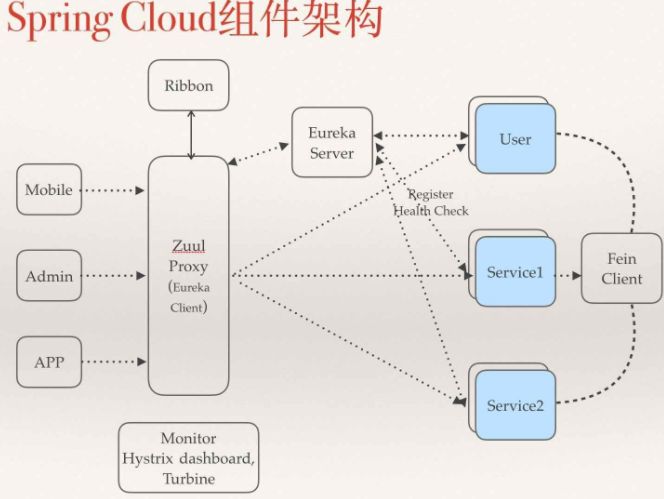 Spring Cloud组件架构
Ribbon
Eureka
Server
User
Mobile
Register
Health Check
Zuul
Proxy
(Eureka
Client)
Admin
Service1
Fein
Client
APP
Service2
Monitor
Hystrix dashboard,
Turbine